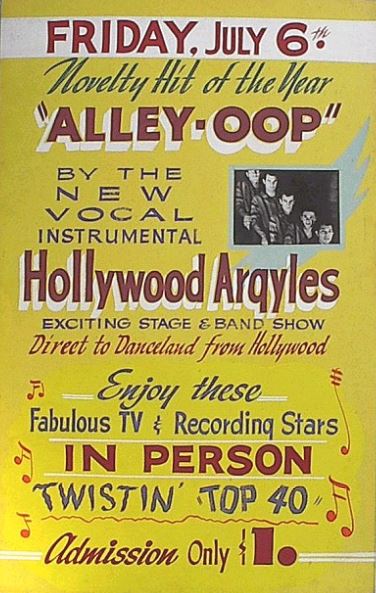 FRIDAY, JULY 6th.
Novelty Hit of the Year
"ALLEY-OOP"
BY THE
NEW
VOCAL
INSTRUMENTAL
Hollywood Argyles
EXCITING STAGE & BAND SHOW
Direct to Danceland from Hollywood
Enjoy these
Fabulous TV & Recording Stars
IN PERSON
TWISTIN' "TOP 40"
Admission Only $1.